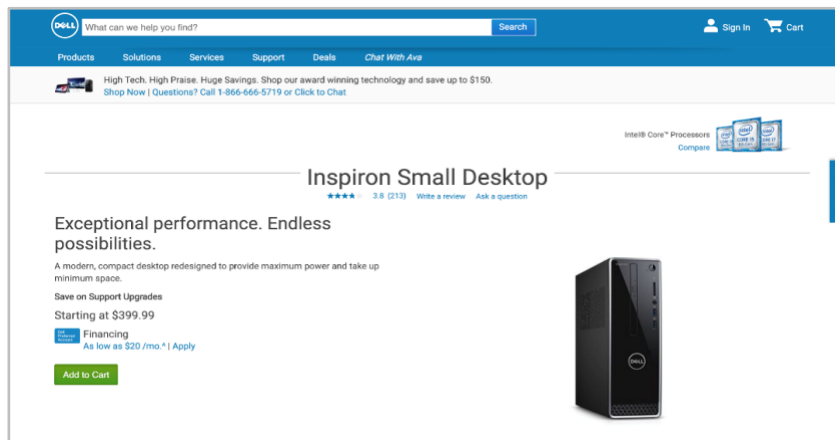 DELL
What can we help you find?
Search
Sign In
Cart
Products Solutions Services Support Deals Chat With Ava
High Tech. High Praise. Huge Savings. Shop our award winning technology and save up to $150.
Shop Now | Questions? Call 1-866-666-5719 or Click to Chat
Intel® Core™ Processors
Compare
Inspiron Small Desktop
3.8 (213) Write a review Ask a question
Exceptional performance. Endless
possibilities.
A modern, compact desktop redesigned to provide maximum power and take up
minimum space.
Save on Support Upgrades
Starting at $399.99
Financing
As low as $20 /mo.^ | Apply
Add to Cart
DELL